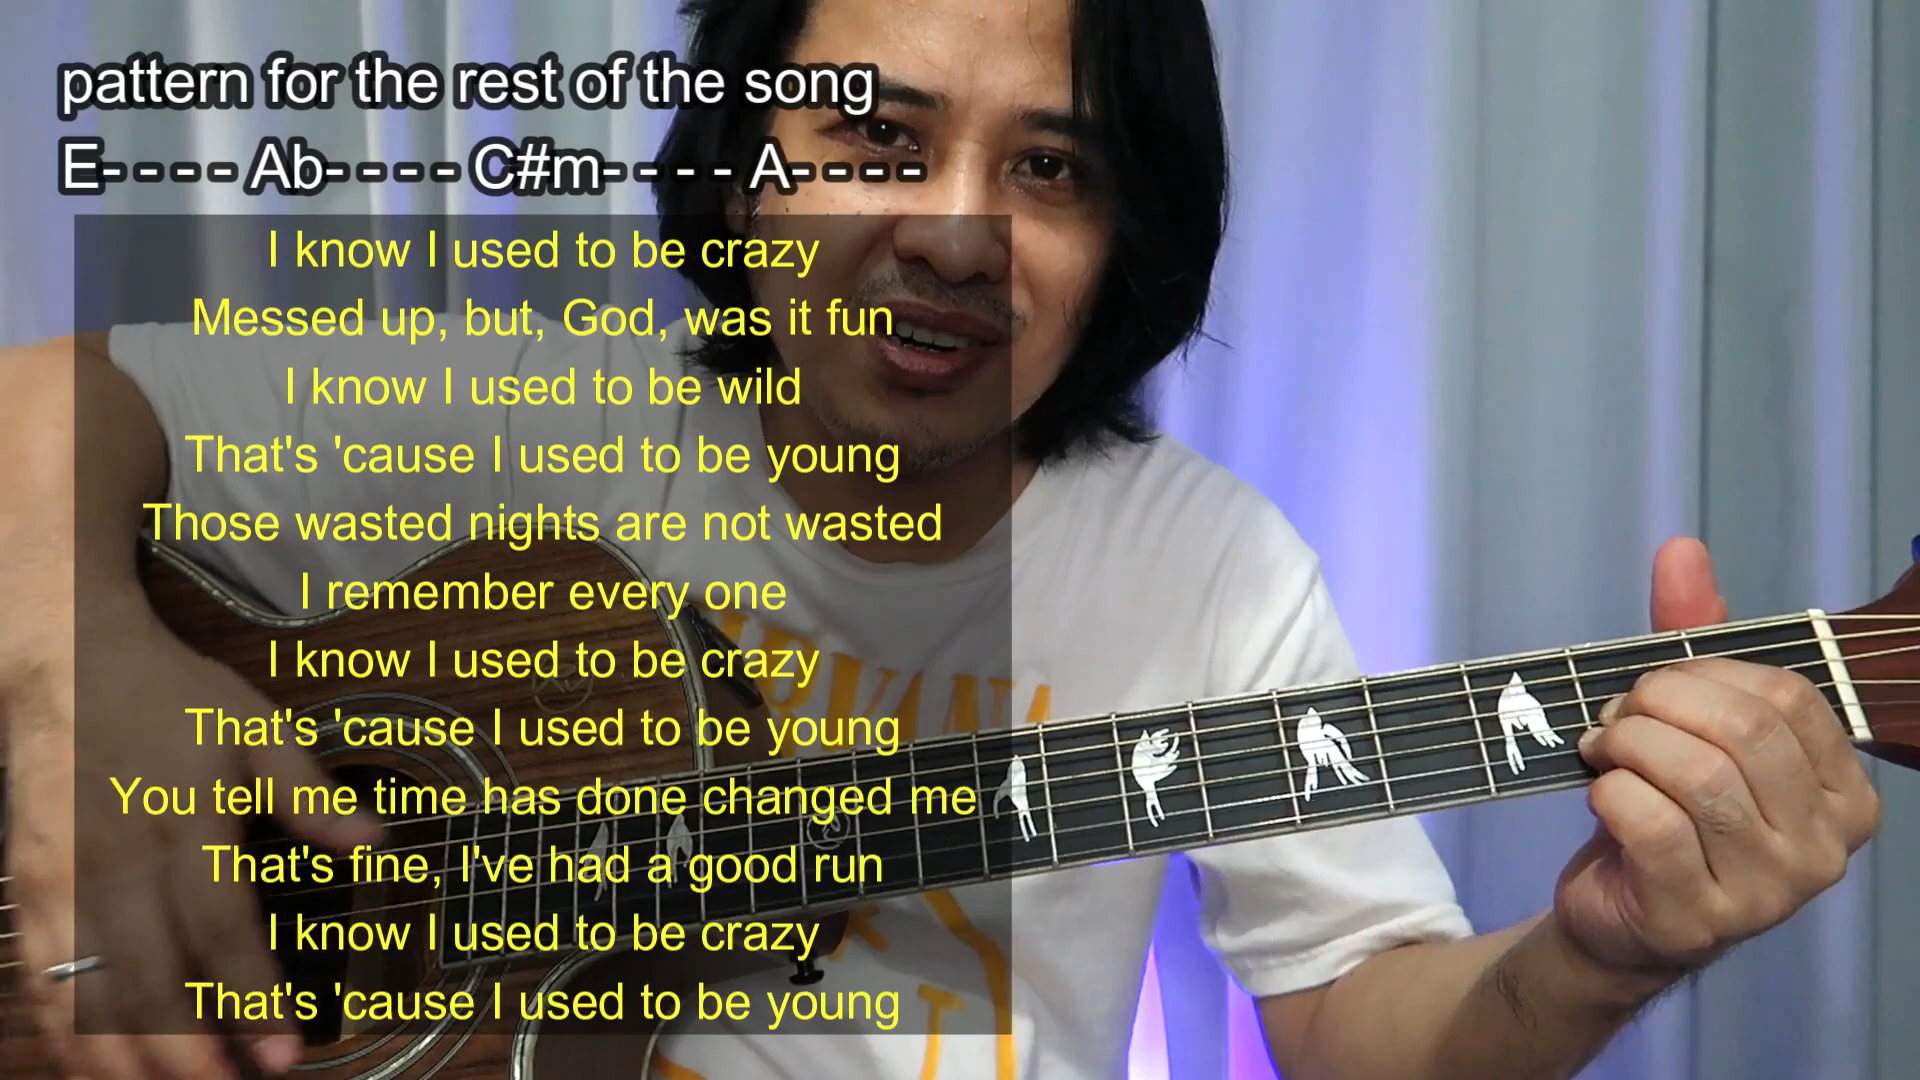 pattern for the rest of the song
E---- Ab---- C#m---- A----
I know I used to be crazy
Messed up, but, God, was it fun
I know I used to be wild
That's 'cause I used to be young
Those wasted nights are not wasted
I remember every one
I know I used to be crazy
That's 'cause I used to be young
You tell me time has done changed me
That's fine, I've had a good run
I know I used to be crazy
That's 'cause I used to be young
NIRVANA